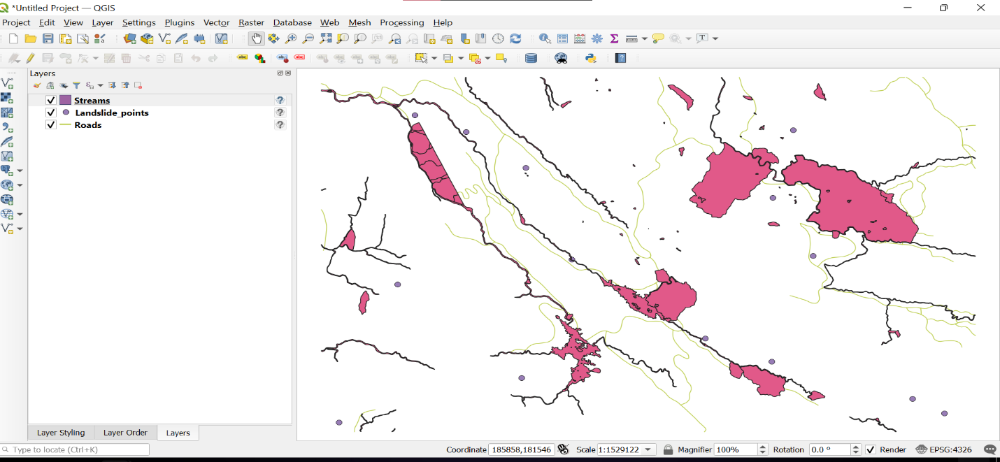 *Untitled Project — QGIS
Project Edit View Layer Settings Plugins Vector Raster Database Web Mesh Processing Help
Layers
Streams
Landslide_points
Roads
Layer Styling Layer Order Layers
Type to locate (Ctrl+K) Coordinate 185858,181546 Scale 1:1529122 Magnifier 100% Rotation 0.0 ° Render EPSG:4326